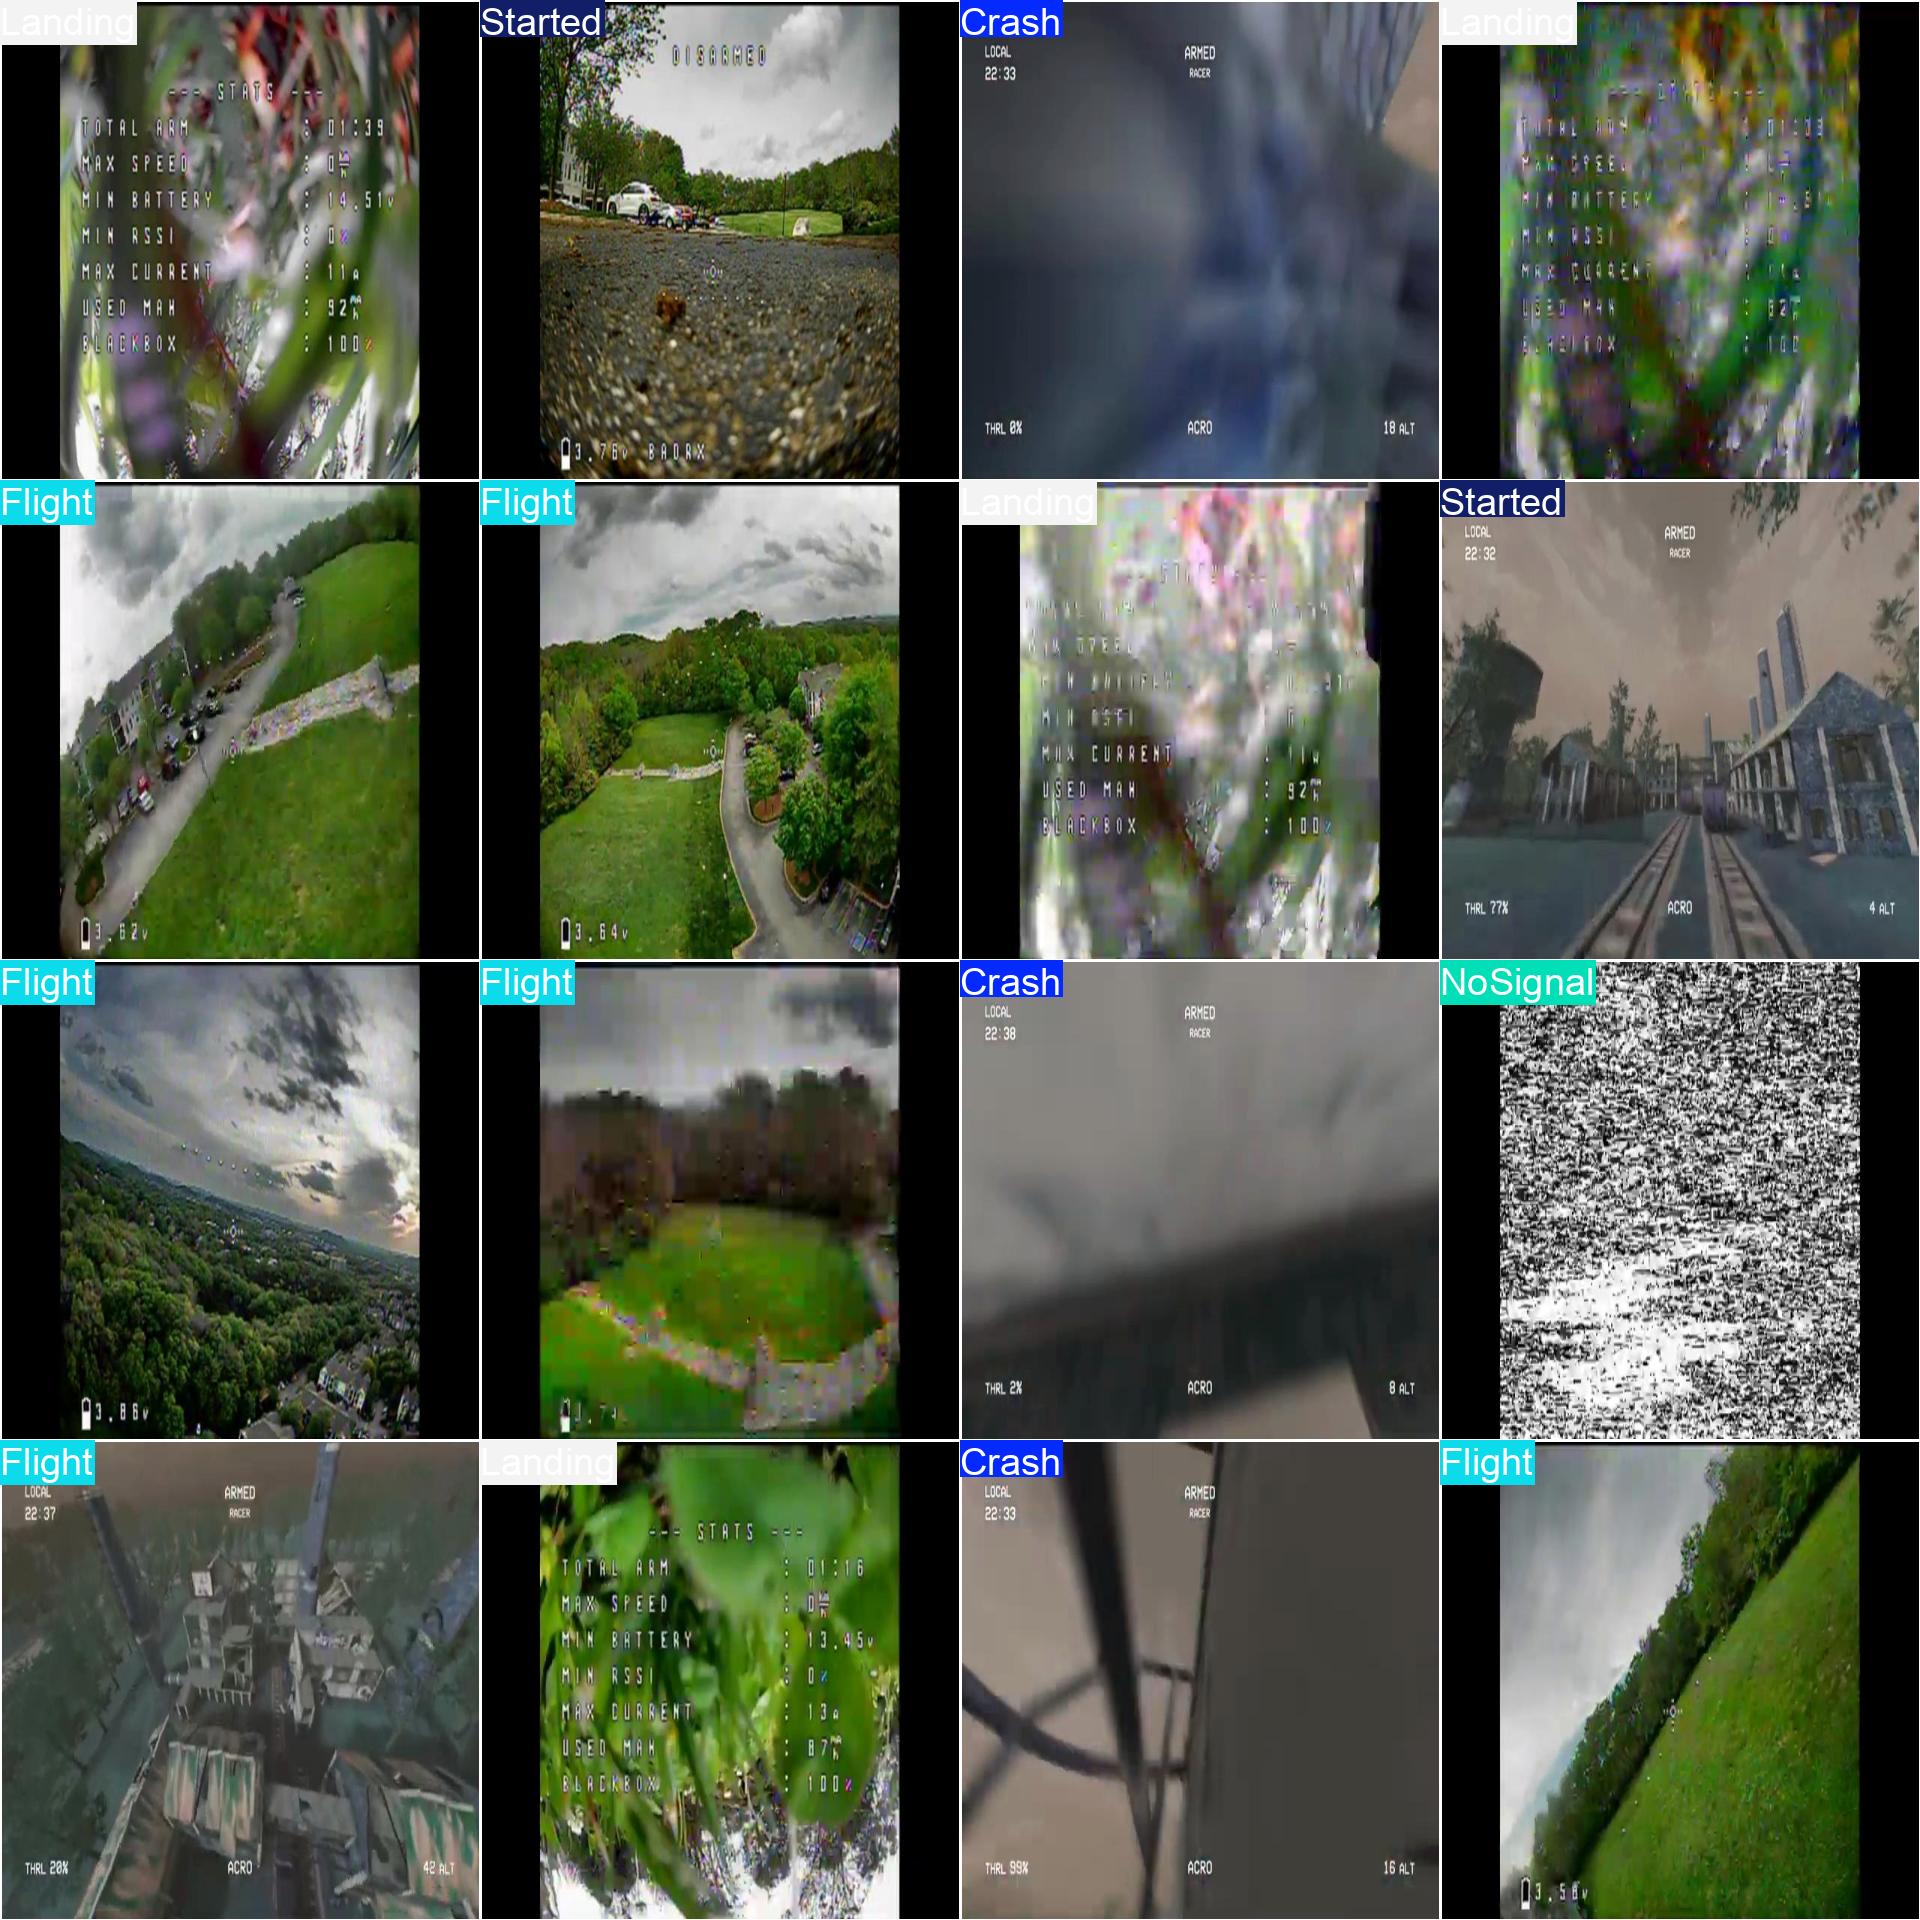 Landing
--- STATS ---
TOTAL ARM : 01:39
MAX SPEED : 0
MIN BATTERY : 14.51v
MIN RSSI : 0%
MAX CURRENT : 11A
USED MAH : 92
BLACKBOX : 100%
Started
DISARMED
3.76v BADRX
Crash
LOCAL
22:33
ARMED
RACER
THRL 0%
ACRO
18 ALT
Landing
MAX CURRENT
Flight
3.62v
Flight
3.64v
Landing
MAX CURRENT
USED MAH : 92
BLACKBOX : 100%
Started
LOCAL
22:32
ARMED
RACER
THRL 77%
ACRO
4 ALT
Flight
3.86v
Flight
Crash
LOCAL
22:38
ARMED
RACER
THRL 2%
ACRO
8 ALT
NoSignal
Flight
LOCAL
22:37
ARMED
RACER
THRL 20%
ACRO
42 ALT
Landing
--- STATS ---
TOTAL ARM : 01:16
MAX SPEED : 0
MIN BATTERY : 13.45v
MIN RSSI : 0%
MAX CURRENT : 13A
USED MAH : 87
BLACKBOX : 100%
Crash
LOCAL
22:33
ARMED
RACER
THRL 99%
ACRO
16 ALT
Flight